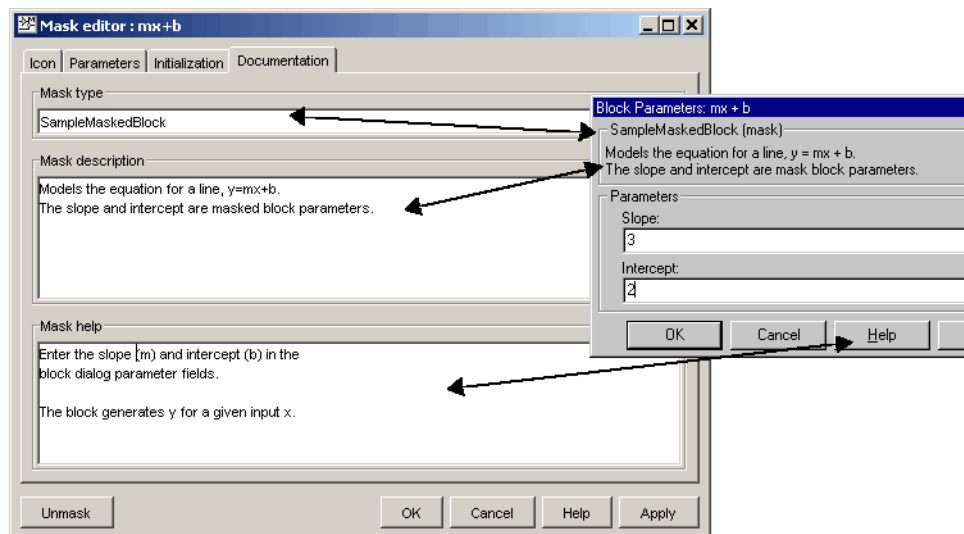 Mask editor : mx+b
Icon Parameters Initialization Documentation
Mask type
SampleMaskedBlock
Mask description
Models the equation for a line, y=mx+b.
The slope and intercept are masked block parameters.
Mask help
Enter the slope (m) and intercept (b) in the
block dialog parameter fields.
The block generates y for a given input x.
Unmask OK Cancel Help Apply
Block Parameters: mx + b
SampleMaskedBlock (mask)
Models the equation for a line, y = mx + b.
The slope and intercept are mask block parameters.
Parameters
Slope:
3
Intercept:
2
OK Cancel Help